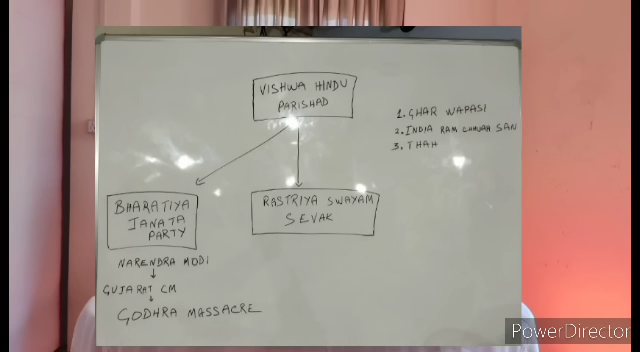 VISHWA HINDU
PARISHAD
1. GHAR WAPASI
2. INDIA RAM SAN
3. THAH
BHARATIYA
JANATA
PARTY
RASTRIYA SWAYAM
SEVAK
NARENDRA MODI
GUJARAT CM
GODHRA MASSACRE
PowerDirector